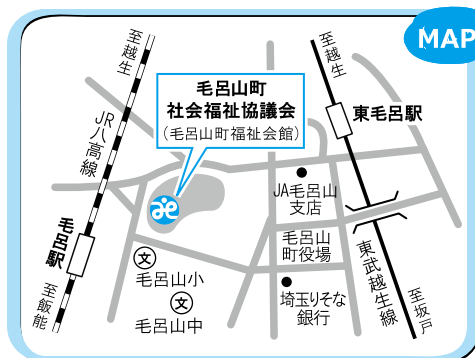 MAP
至越生
JR八高線
毛呂駅
至飯能
毛呂山町
社会福祉協議会
(毛呂山町福祉会館)
至越生
東毛呂駅
JA毛呂山
支店
毛呂山
町役場
埼玉りそな
銀行
東武越生線
至坂戸
文
毛呂山小
文
毛呂山中